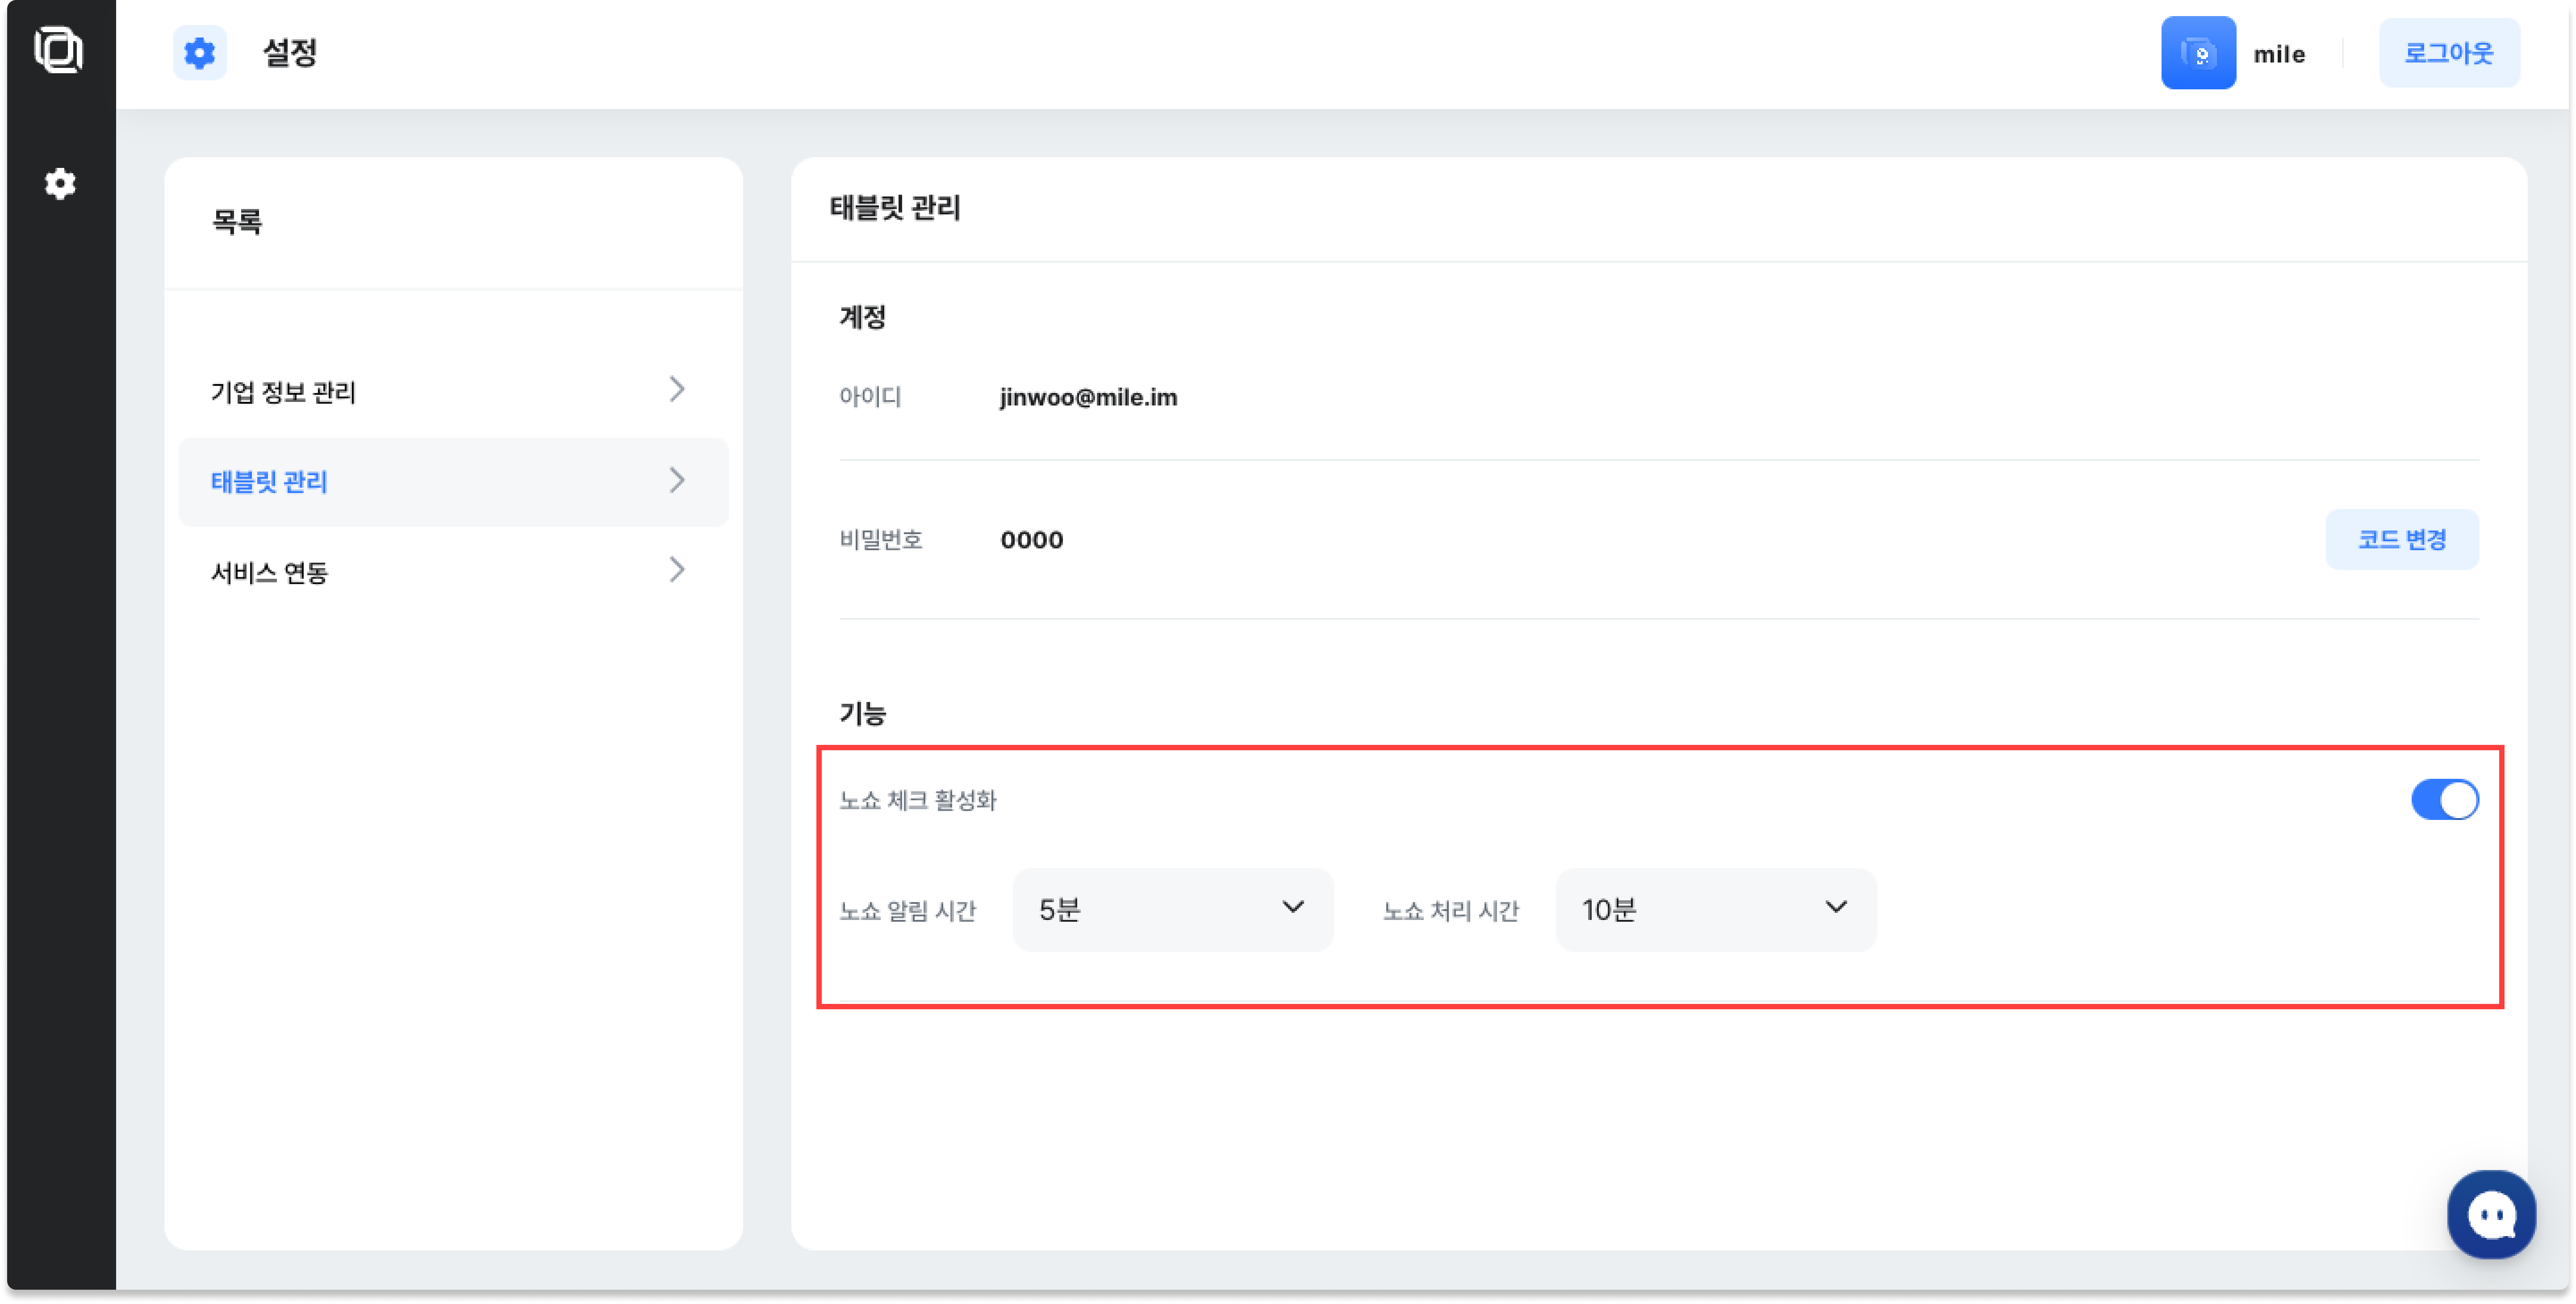 설정
mile
로그아웃
목록
기업 정보 관리
태블릿 관리
서비스 연동
태블릿 관리
계정
아이디 jinwoo@mile.im
비밀번호 0000 코드 변경
기능
노쇼 체크 활성화
노쇼 알림 시간 5분 노쇼 처리 시간 10분